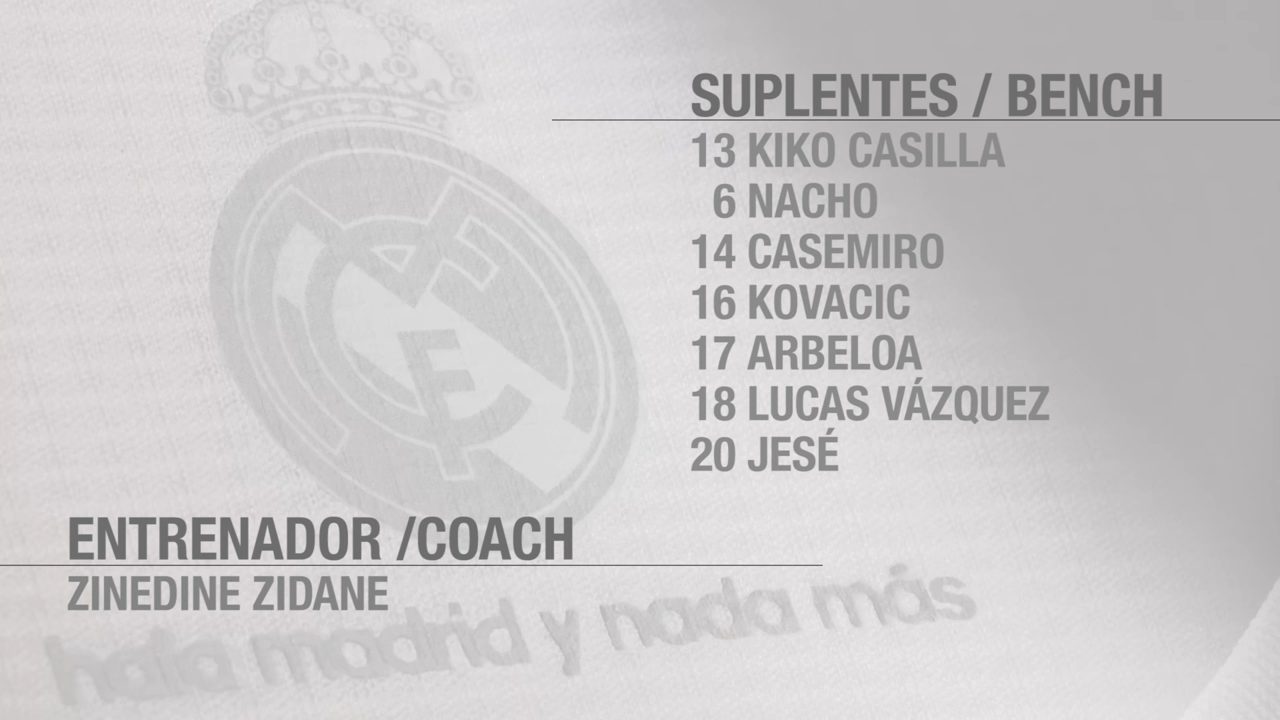 SUPLENTES / BENCH
13 KIKO CASILLA
6 NACHO
14 CASEMIRO
16 KOVACIC
17 ARBELOA
18 LUCAS VÁZQUEZ
20 JESÉ
ENTRENADOR /COACH
ZINEDINE ZIDANE
hala madrid y nada más